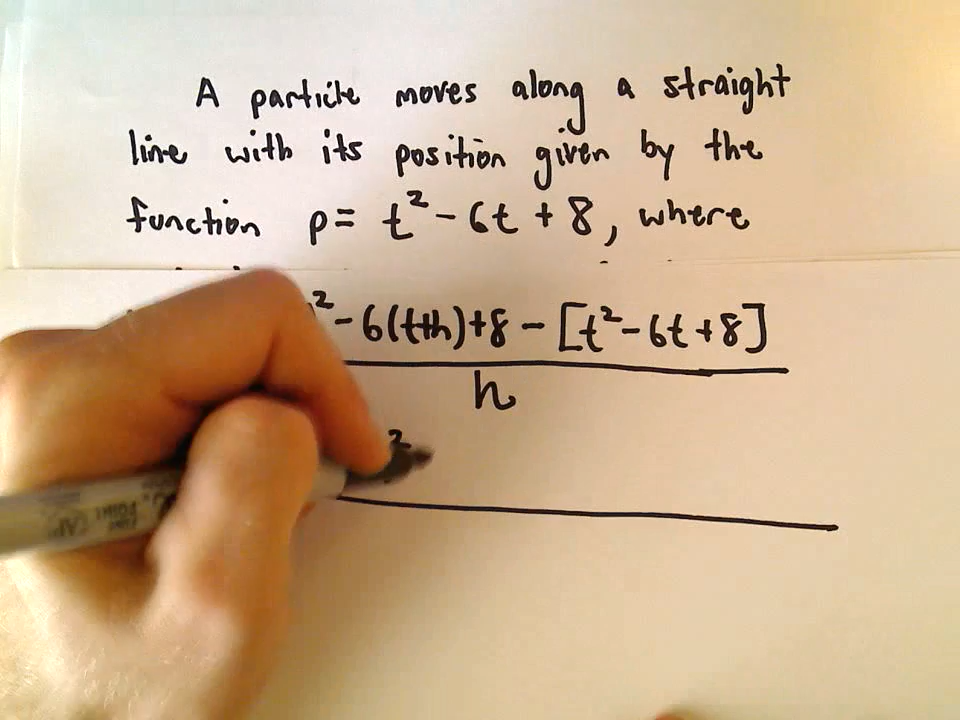 A particle moves along a straight
line with its position given by the
function p = t² - 6t + 8, where
² - 6(t+h) + 8 - [t² - 6t + 8]
h
²